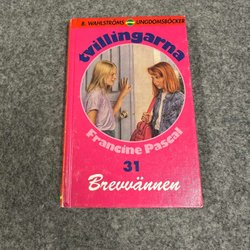 B. WAHLSTRÖMS UNGDOMSBÖCKER
tvillingarna
Francine Pascal
31
Brevvännen